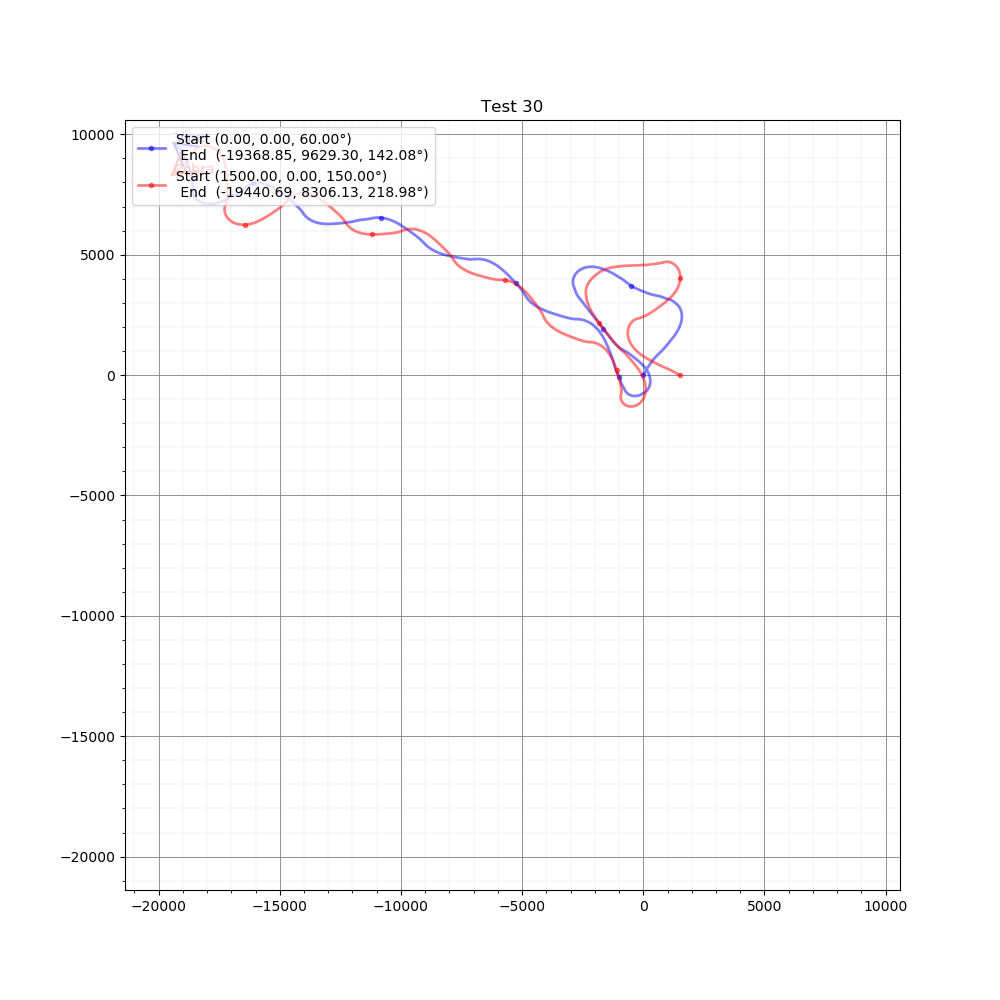 Test 30
Start (0.00, 0.00, 60.00°)
End (-19368.85, 9629.30, 142.08°)
Start (1500.00, 0.00, 150.00°)
End (-19440.69, 8306.13, 218.98°)
10000
5000
0
−5000
−10000
−15000
−20000
−20000 −15000 −10000 −5000 0 5000 10000